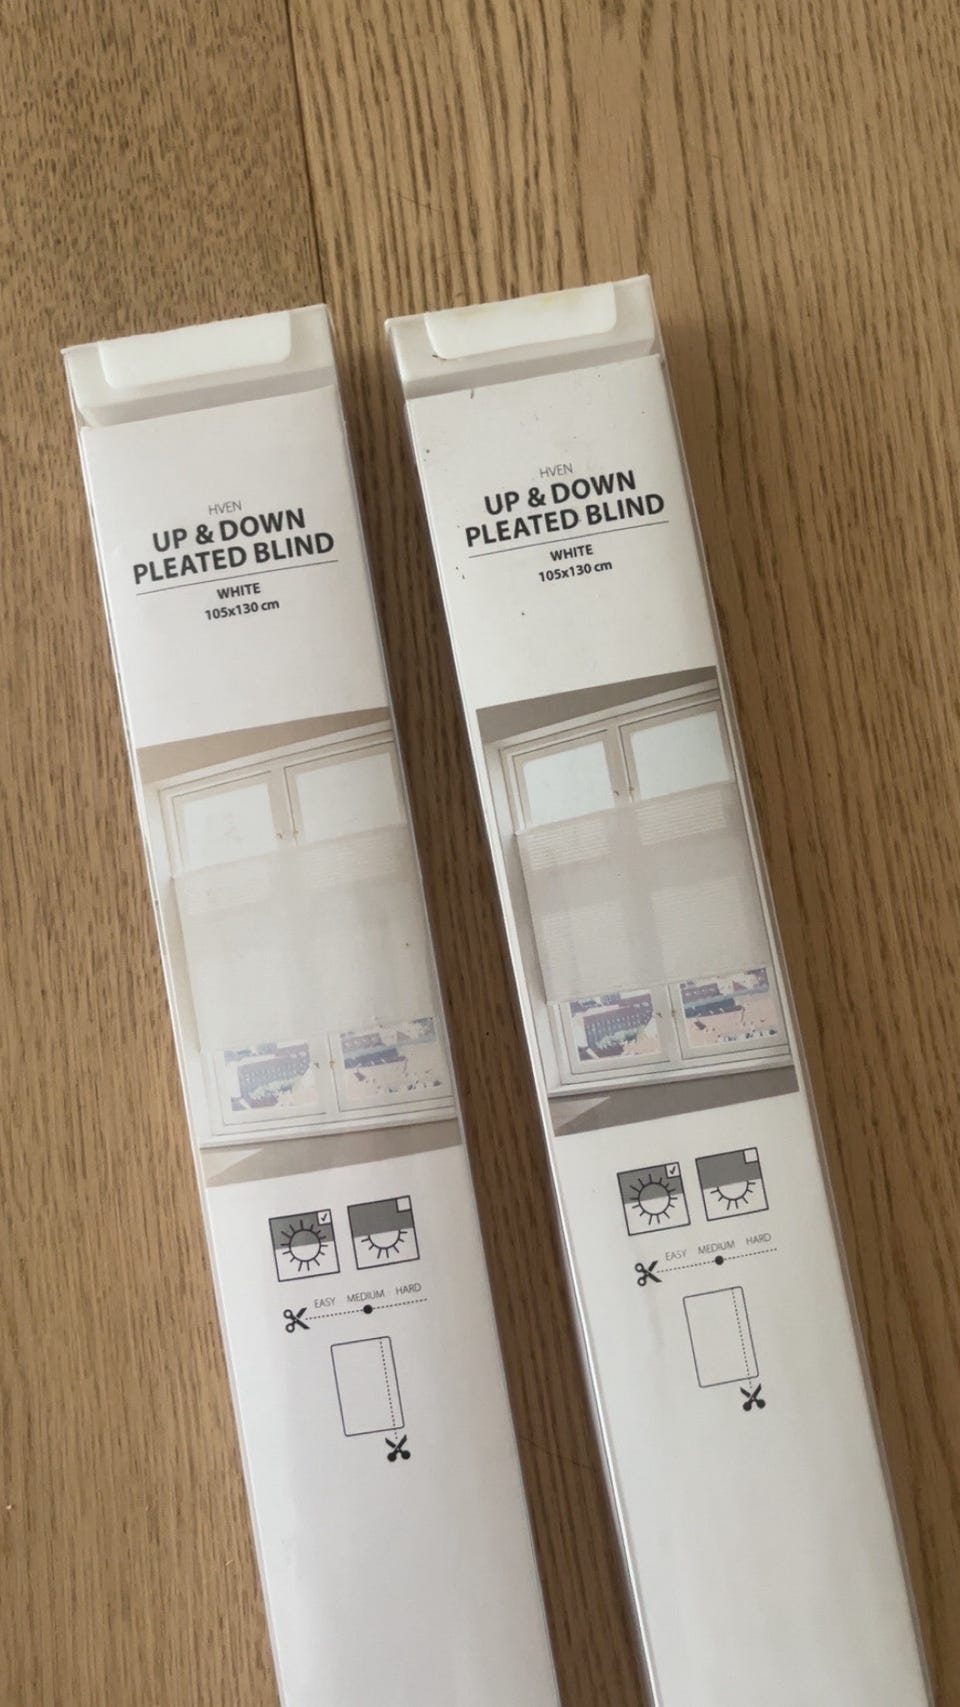 HVEN
UP & DOWN
PLEATED BLIND
WHITE
105x130 cm
EASY MEDIUM HARD
HVEN
UP & DOWN
PLEATED BLIND
WHITE
105x130 cm
EASY MEDIUM HARD